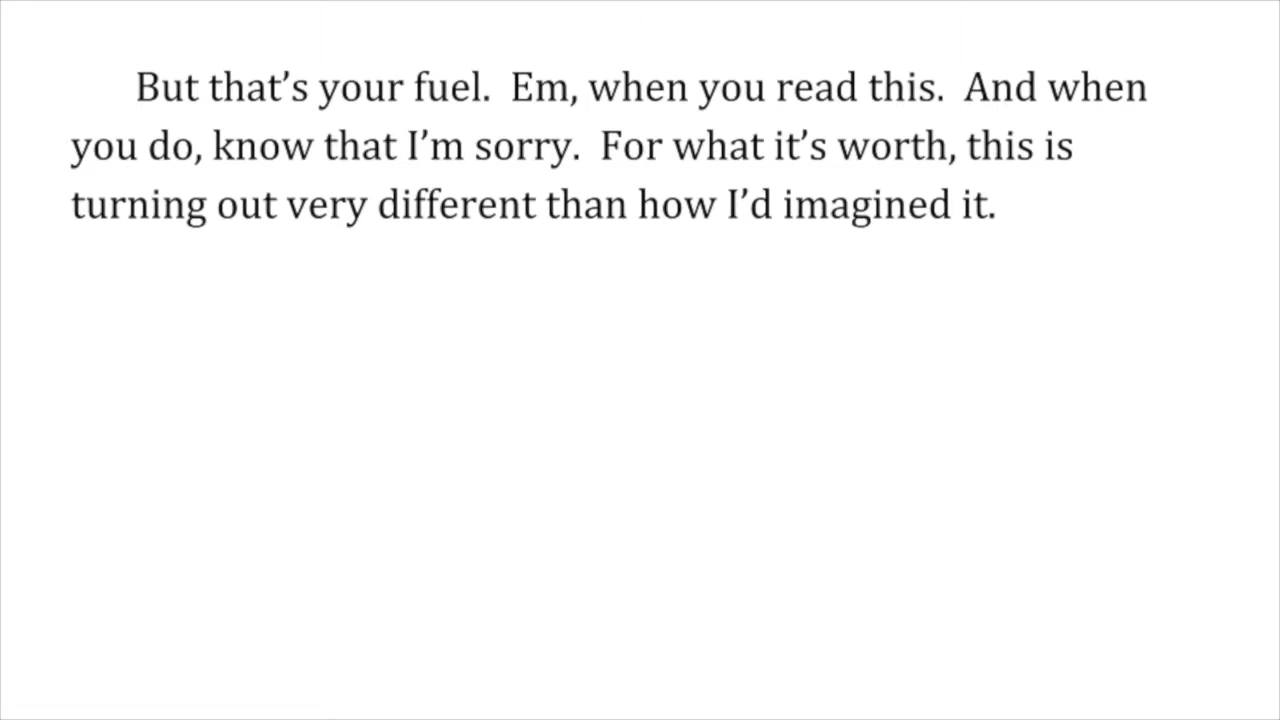 But that’s your fuel.  Em, when you read this.  And when
you do, know that I’m sorry.  For what it’s worth, this is
turning out very different than how I’d imagined it.